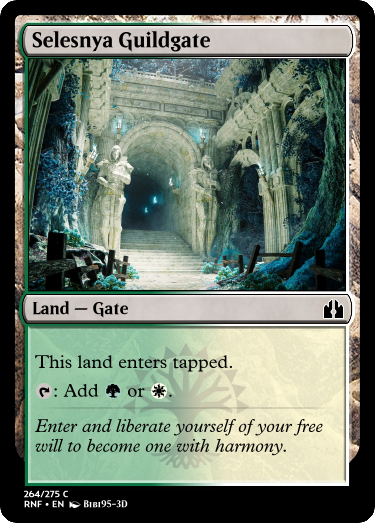 Selesnya Guildgate
Land — Gate
This land enters tapped.
: Add or .
Enter and liberate yourself of your free
will to become one with harmony.
264/275 C
RNF • EN Bibi95-3D